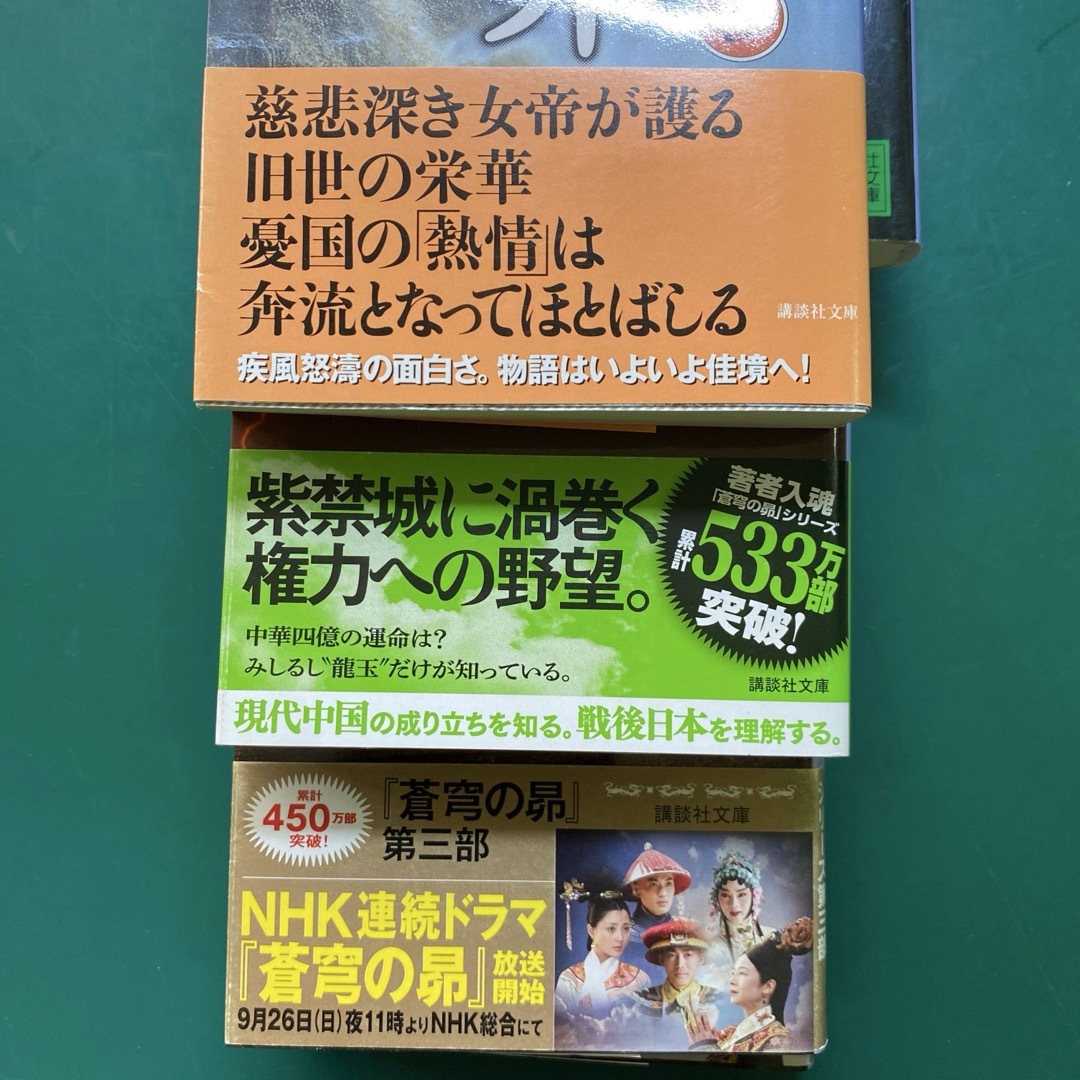 昴
慈悲深き女帝が護る
旧世の栄華
憂国の「熱情」は
奔流となってほとばしる
講談社文庫
疾風怒濤の面白さ。物語はいよいよ佳境へ!
社文庫
紫禁城に渦巻く
権力への野望。
著者入魂
「蒼穹の昴」シリーズ
累計
533万部
突破!
中華四億の運命は?
みしるし〝龍玉〟だけが知っている。
講談社文庫
現代中国の成り立ちを知る。戦後日本を理解する。
累計
450万部
突破!
『蒼穹の昴』
第三部
講談社文庫
NHK連続ドラマ
『蒼穹の昴』放送開始
9月26日(日)夜11時よりNHK総合にて